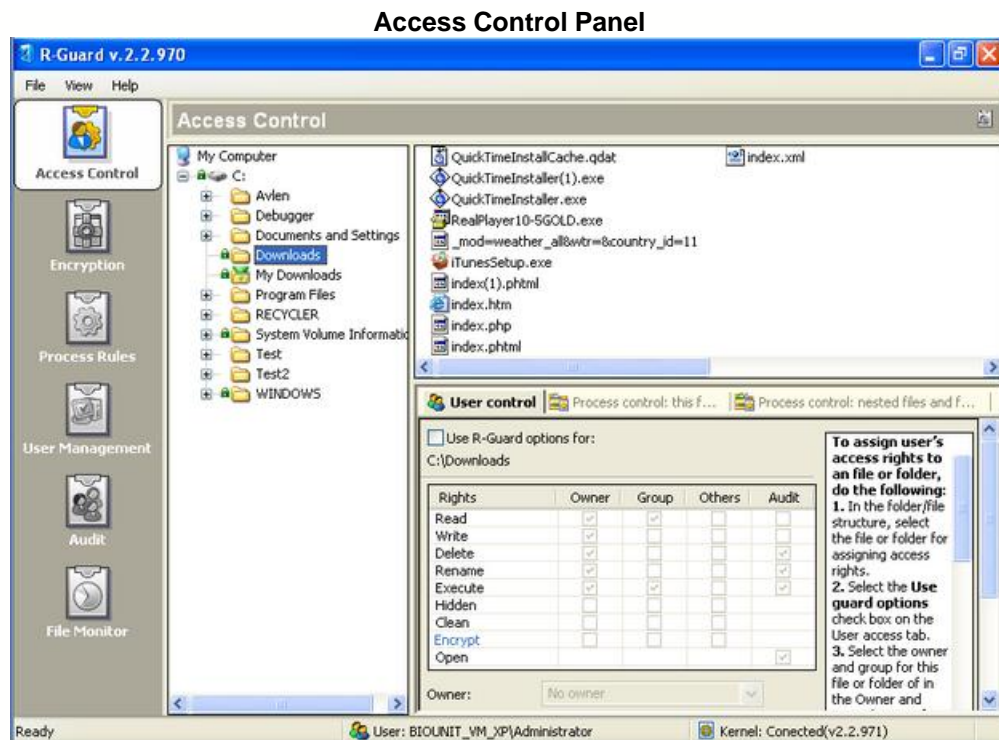 Access Control Panel
R-Guard v.2.2.970
File View Help
Access Control
Encryption
Process Rules
User Management
Audit
File Monitor
Access Control
My Computer
C:
Avlen
Debugger
Documents and Settings
Downloads
My Downloads
Program Files
RECYCLER
System Volume Informatic
Test
Test2
WINDOWS
QuickTimeInstallCache.qdat
QuickTimeInstaller(1).exe
QuickTimeInstaller.exe
RealPlayer10-5GOLD.exe
_mod=weather_all&wtr=&country_id=11
iTunesSetup.exe
index(1).phtml
index.htm
index.php
index.phtml
index.xml
User control Process control: this f... Process control: nested files and f...
Use R-Guard options for:
C:\Downloads
Rights Owner Group Others Audit
Read
Write
Delete
Rename
Execute
Hidden
Clean
Encrypt
Open
Owner: No owner
To assign user's
access rights to
an file or folder,
do the following:
1. In the folder/file
structure, select
the file or folder for
assigning access
rights.
2. Select the Use
guard options
check box on the
User access tab.
3. Select the owner
and group for this
file or folder of in
the Owner and
Ready User: BIOUNIT_VM_XP\Administrator Kernel: Conected(v2.2.971)